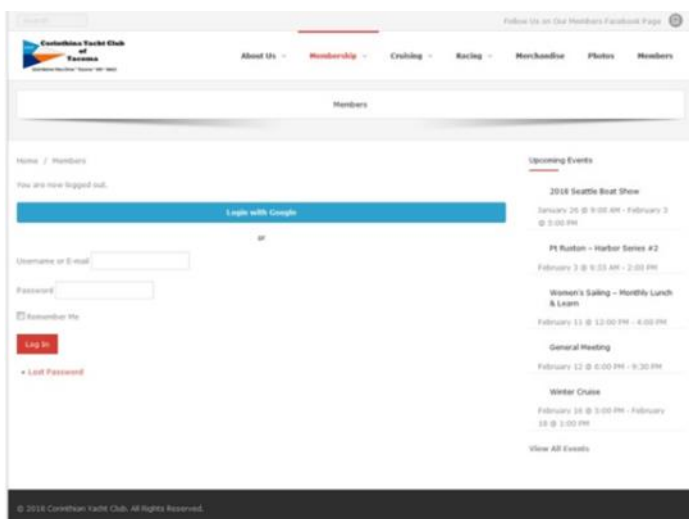 Search
Follow Us on Our Members Facebook Page
Corinthian Yacht Club
of
Tacoma
About Us
Membership
Cruising
Racing
Merchandise
Photos
Members
Members
Home / Members
You are now logged out.
Login with Google
or
Username or E-mail
Password
Remember Me
Log In
Lost Password
Upcoming Events
2018 Seattle Boat Show
January 26 @ 9:00 AM - February 3
@ 5:00 PM
Pt Ruston – Harbor Series #2
February 3 @ 9:55 AM - 2:00 PM
Women's Sailing – Monthly Lunch
& Learn
February 11 @ 12:00 PM - 4:00 PM
General Meeting
February 12 @ 6:00 PM - 9:30 PM
Winter Cruise
February 16 @ 3:00 PM - February
18 @ 1:00 PM
View All Events
© 2018 Corinthian Yacht Club. All Rights Reserved.